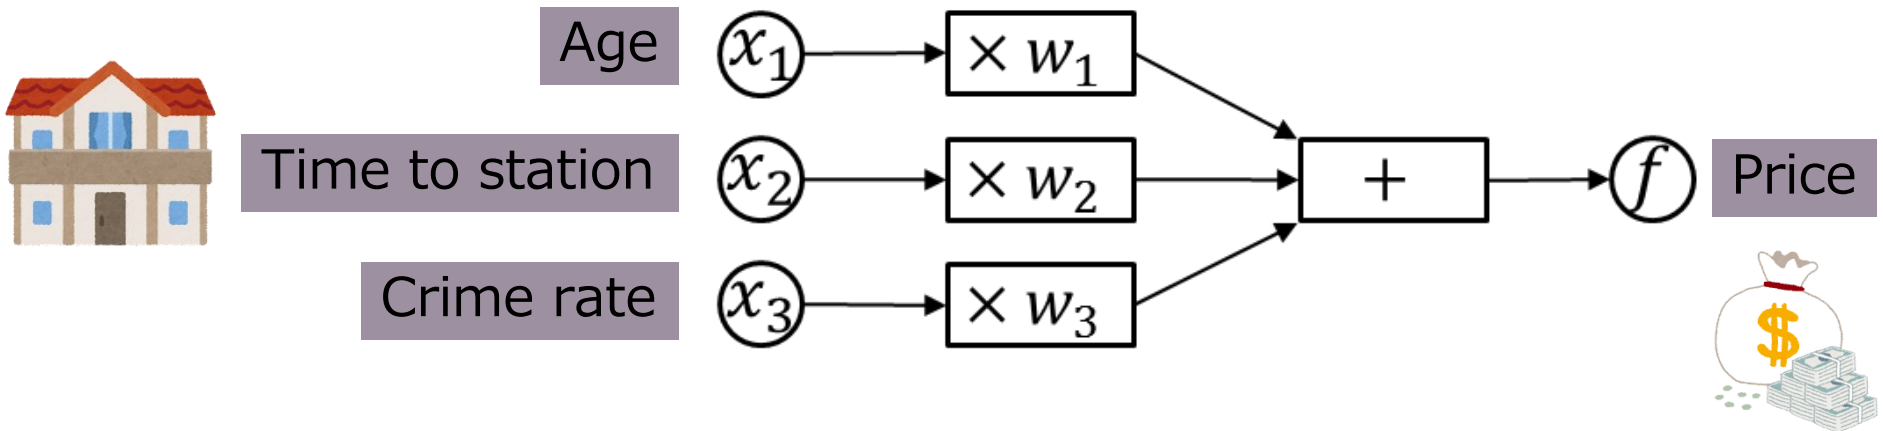 Age
x₁
× w₁
Time to station
x₂
× w₂
+
f
Price
Crime rate
x₃
× w₃
$